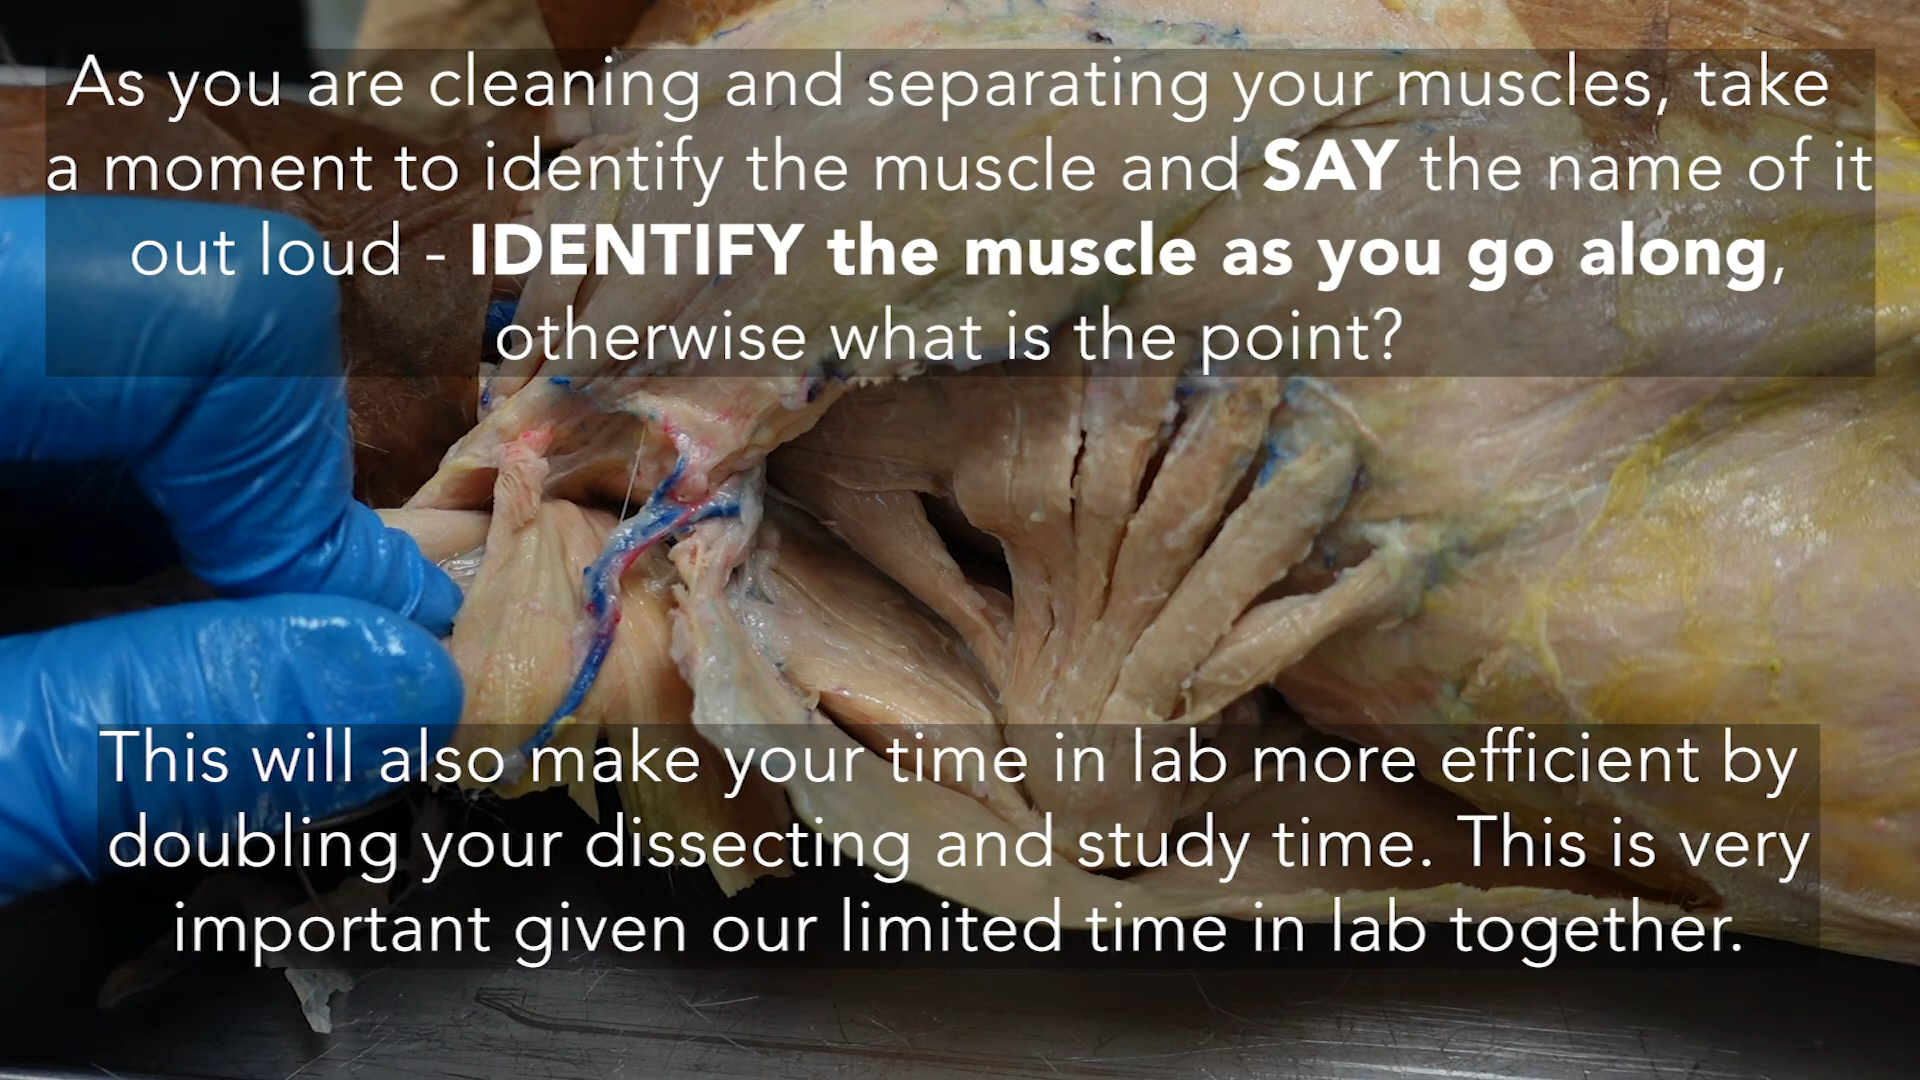 As you are cleaning and separating your muscles, take
a moment to identify the muscle and SAY the name of it
out loud - IDENTIFY the muscle as you go along,
otherwise what is the point?
This will also make your time in lab more efficient by
doubling your dissecting and study time. This is very
important given our limited time in lab together.